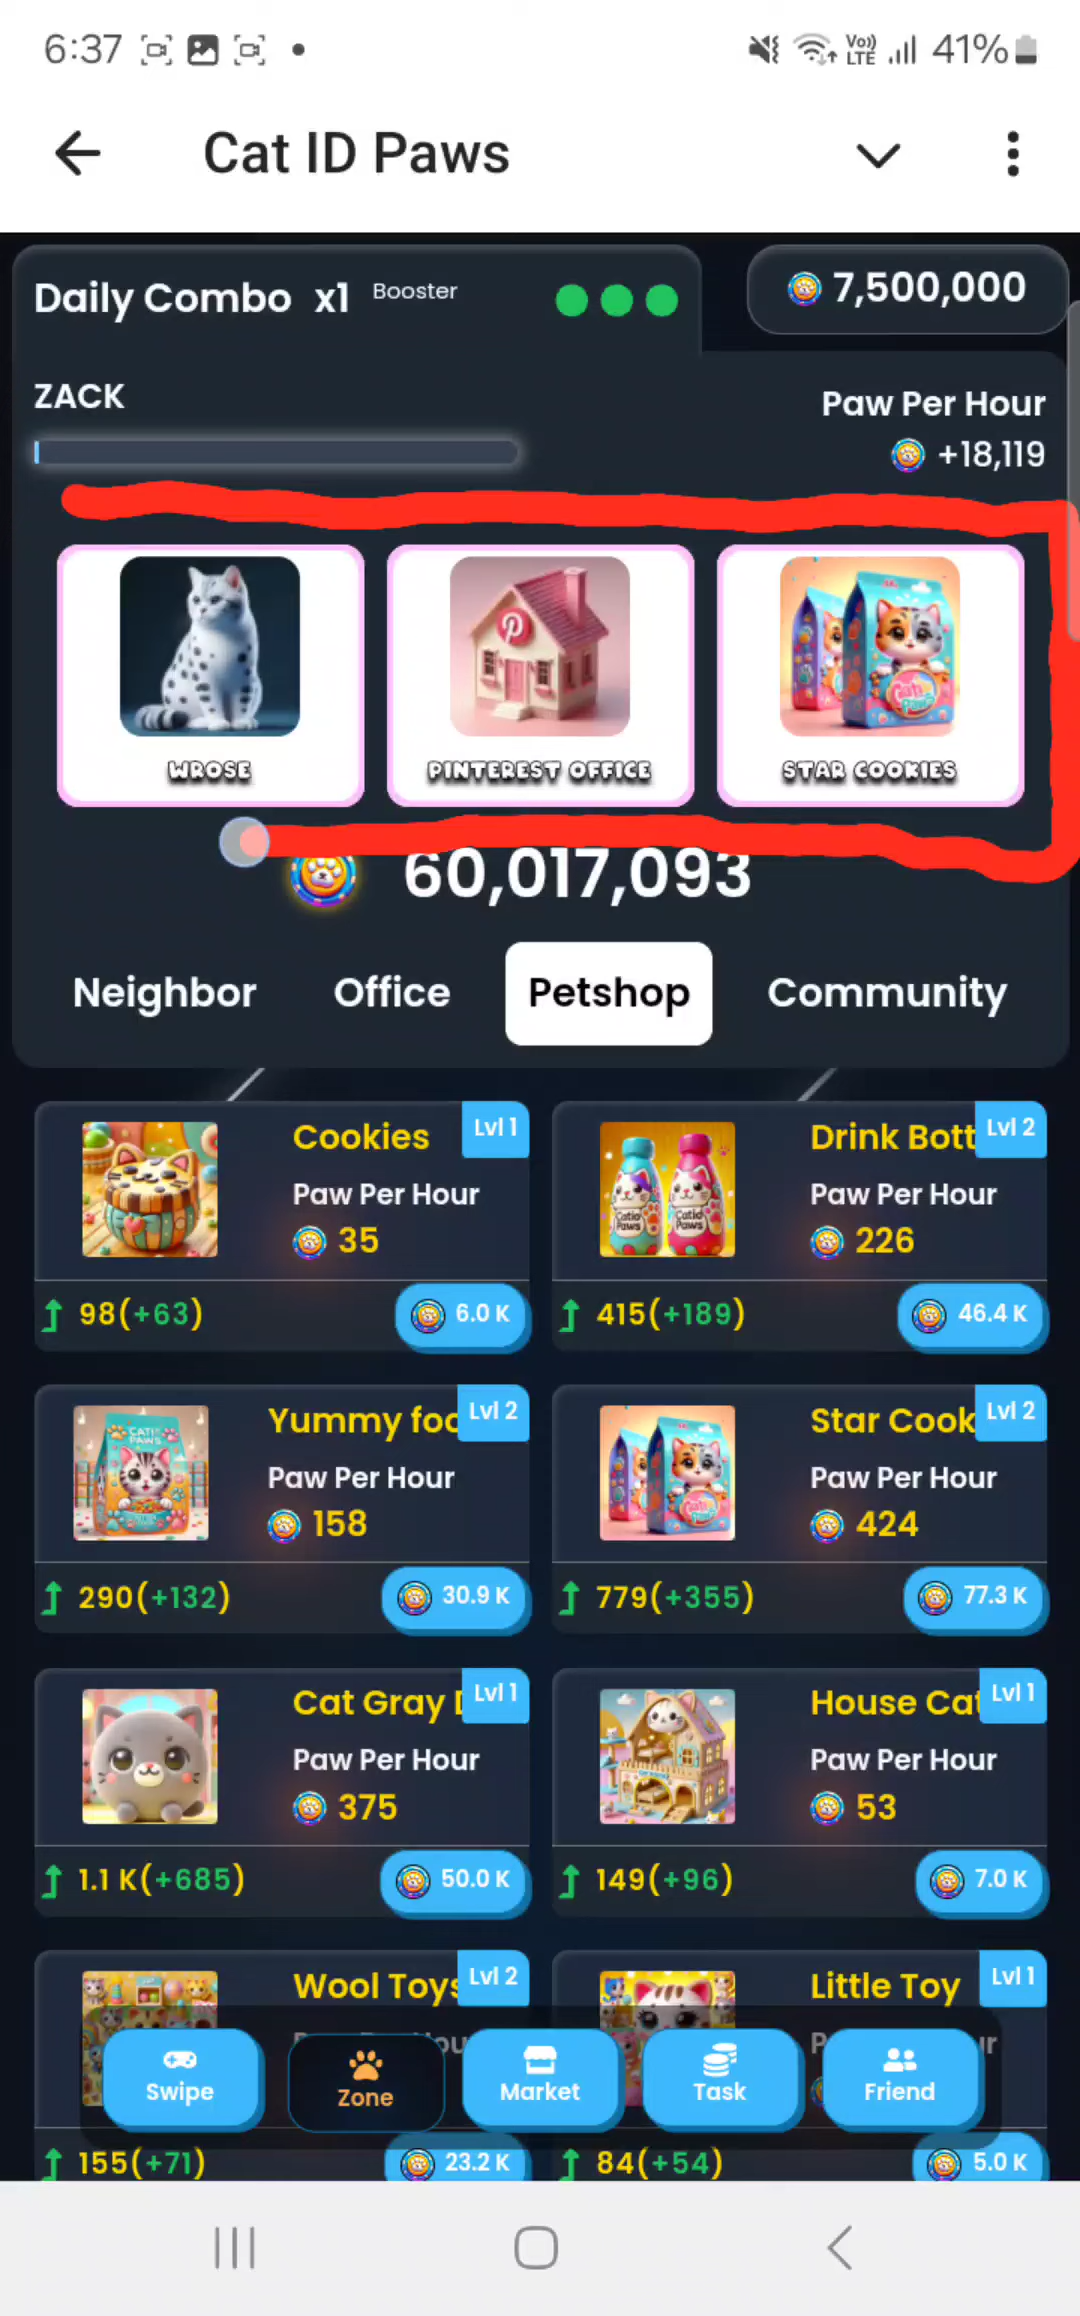 6:37 Vo)) LTE 41%
Cat ID Paws
Daily Combo x1 Booster
7,500,000
ZACK
Paw Per Hour
+18,119
WROSE
PINTEREST OFFICE
STAR COOKIES
60,017,093
Neighbor Office Petshop Community
Cookies Lvl 1
Paw Per Hour
35
98(+63) 6.0 K
Drink Bott Lvl 2
Paw Per Hour
226
415(+189) 46.4 K
Yummy foo Lvl 2
Paw Per Hour
158
290(+132) 30.9 K
Star Cook Lvl 2
Paw Per Hour
424
779(+355) 77.3 K
Cat Gray Lvl 1
Paw Per Hour
375
1.1 K(+685) 50.0 K
House Cat Lvl 1
Paw Per Hour
53
149(+96) 7.0 K
Wool Toys Lvl 2
155(+71) 23.2 K
Little Toy Lvl 1
84(+54) 5.0 K
Swipe Zone Market Task Friend